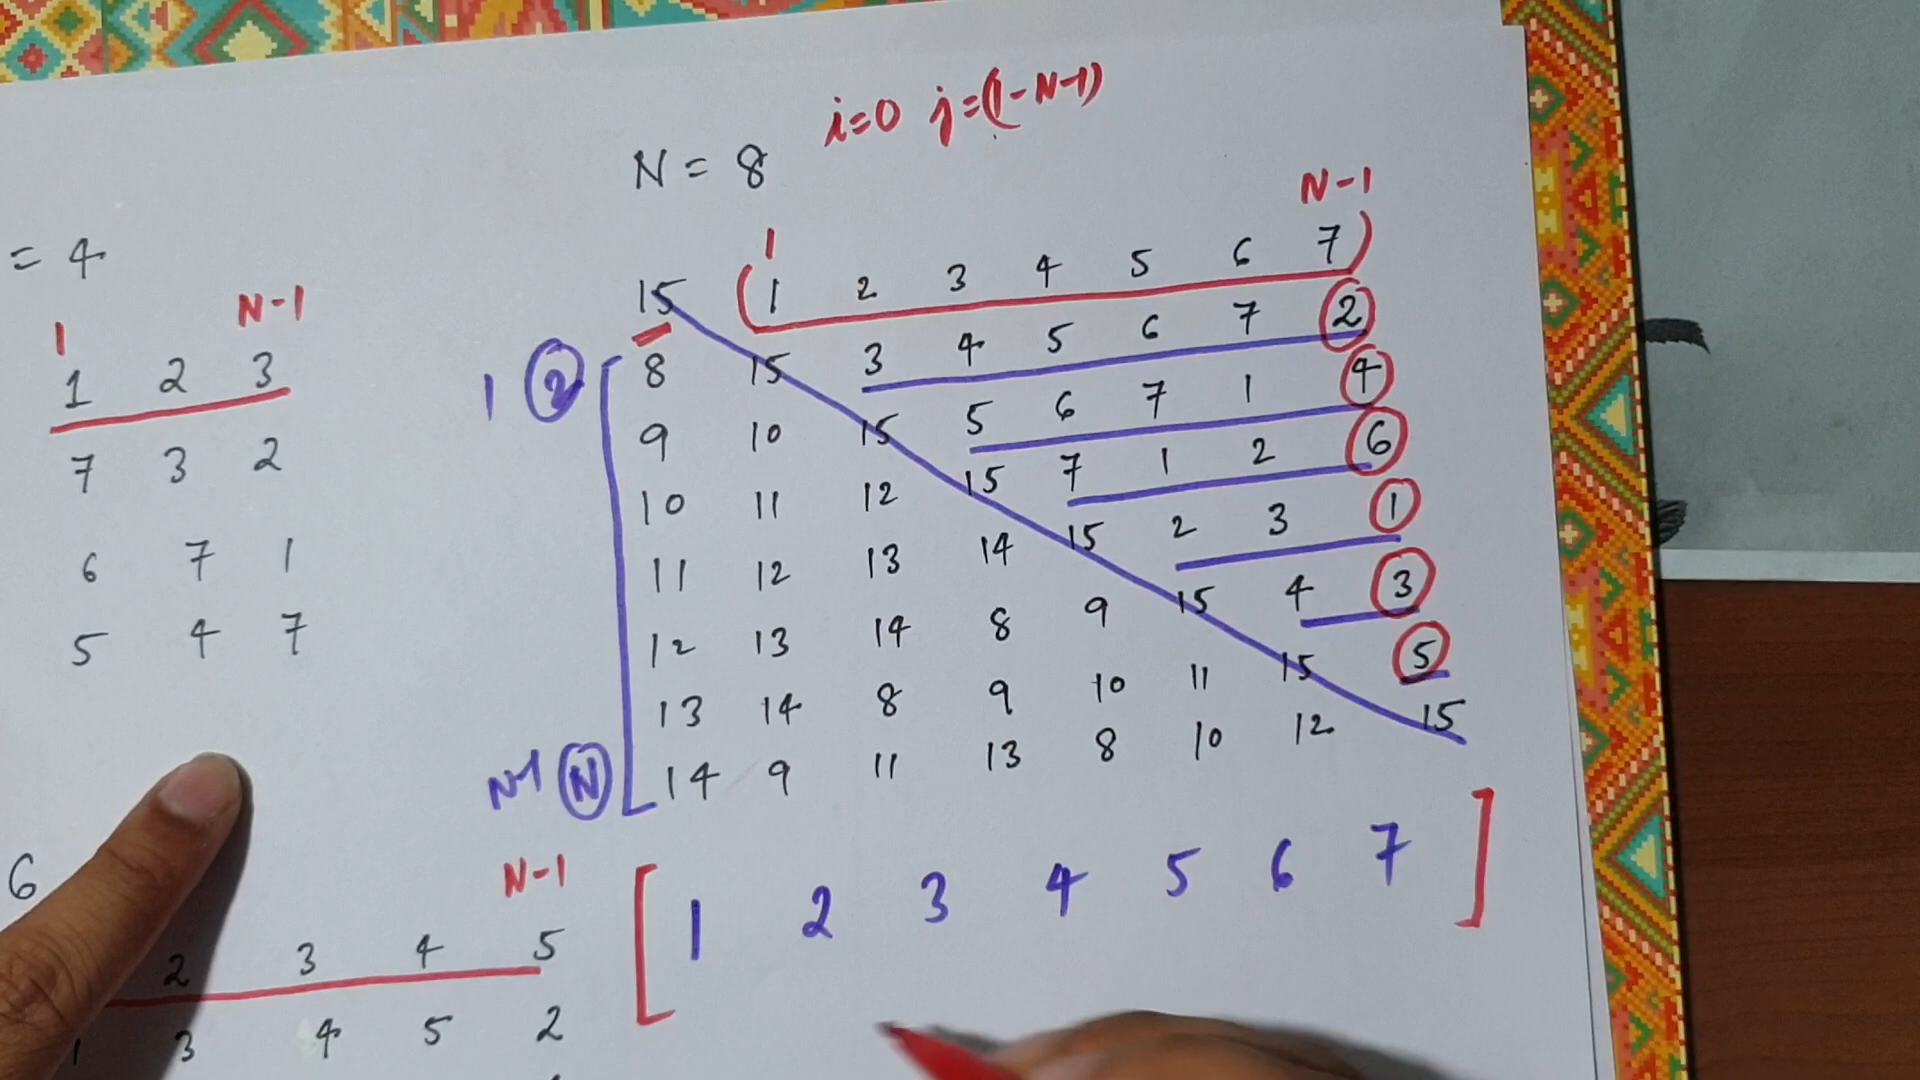 i=0 j=(1-N-1)
N = 8
N-1
1
15 (1 2 3 4 5 6 7)
8 15 3 4 5 6 7 2
1 2
9 10 15 5 6 7 1 4
10 11 12 15 7 1 2 6
11 12 13 14 15 2 3 1
12 13 14 8 9 15 4 3
13 14 8 9 10 11 15 5
N-1 N
14 9 11 13 8 10 12 15
[1 2 3 4 5 6 7]
= 4
1 N-1
1 2 3
7 3 2
6 7 1
5 4 7
6
N-1
2 3 4 5
1 3 4 5 2